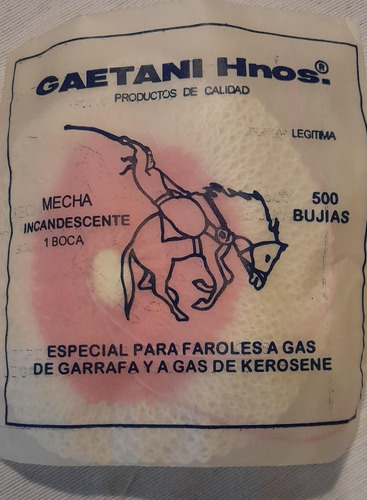 GAETANI Hnos.®
PRODUCTOS DE CALIDAD
LEGITIMA
MECHA
INCANDESCENTE
1 BOCA
500
BUJIAS
ESPECIAL PARA FAROLES A GAS
DE GARRAFA Y A GAS DE KEROSENE